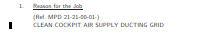 1. Reason for the Job
(Ref. MPD 21-21-00-01-)
CLEAN COCKPIT AIR SUPPLY DUCTING GRID